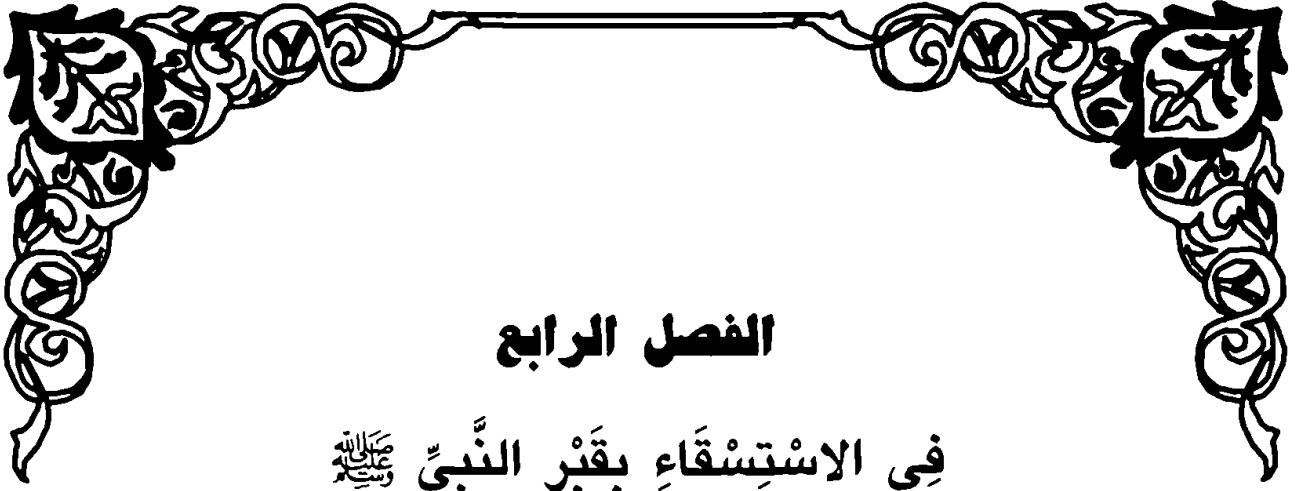 الفصل الرابع
فِى الاسْتِسْقَاءِ بِقَبْرِ النَّبِىِّ ﷺ